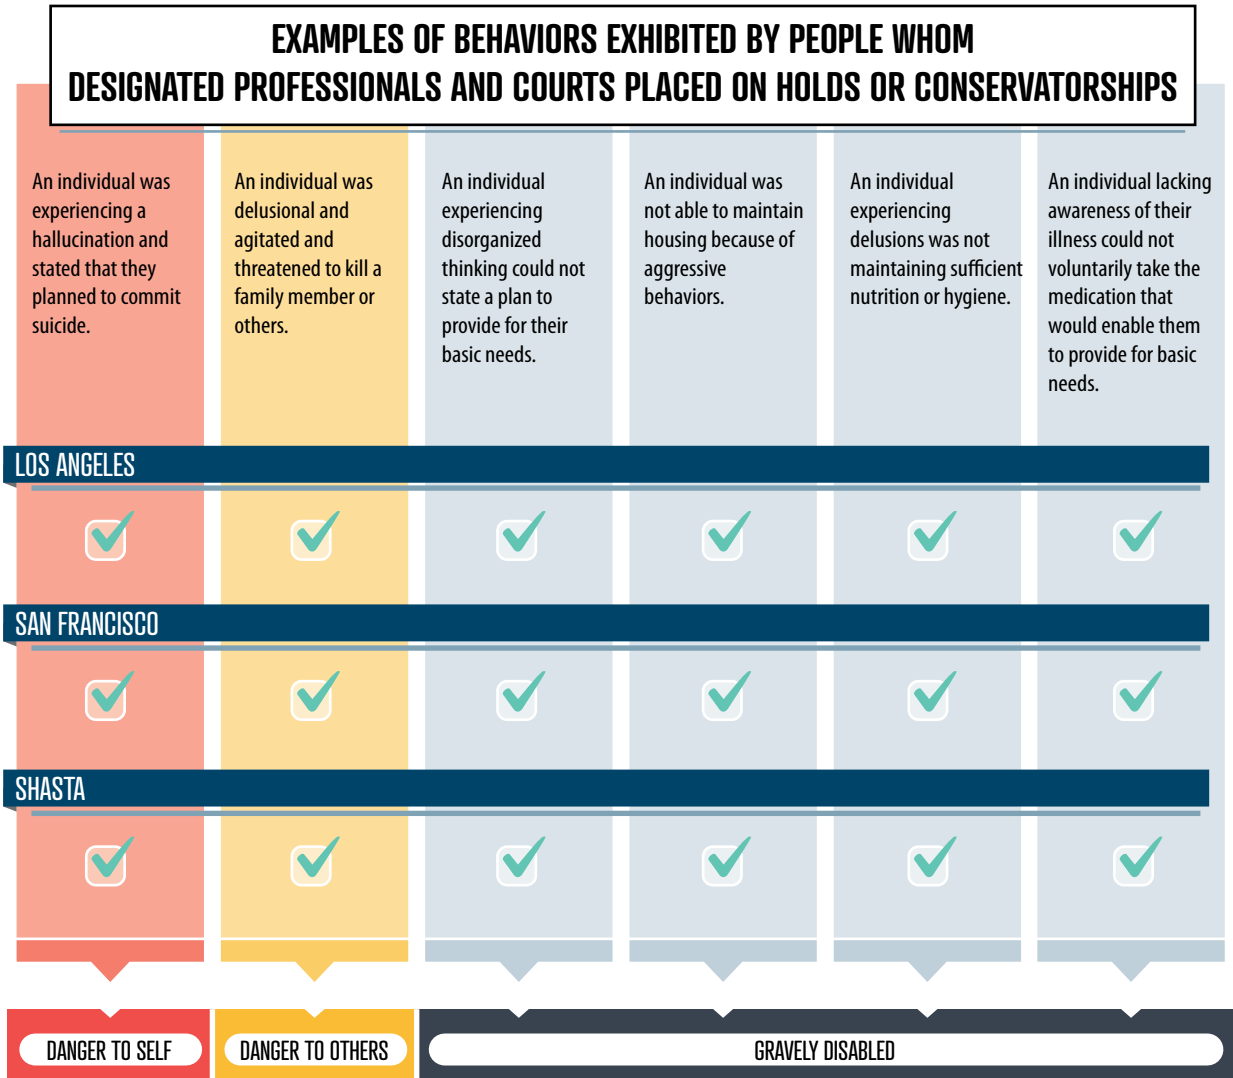 EXAMPLES OF BEHAVIORS EXHIBITED BY PEOPLE WHOM
DESIGNATED PROFESSIONALS AND COURTS PLACED ON HOLDS OR CONSERVATORSHIPS
An individual was
experiencing a
hallucination and
stated that they
planned to commit
suicide.
An individual was
delusional and
agitated and
threatened to kill a
family member or
others.
An individual
experiencing
disorganized
thinking could not
state a plan to
provide for their
basic needs.
An individual was
not able to maintain
housing because of
aggressive
behaviors.
An individual
experiencing
delusions was not
maintaining sufficient
nutrition or hygiene.
An individual lacking
awareness of their
illness could not
voluntarily take the
medication that
would enable them
to provide for basic
needs.
LOS ANGELES
SAN FRANCISCO
SHASTA
DANGER TO SELF
DANGER TO OTHERS
GRAVELY DISABLED